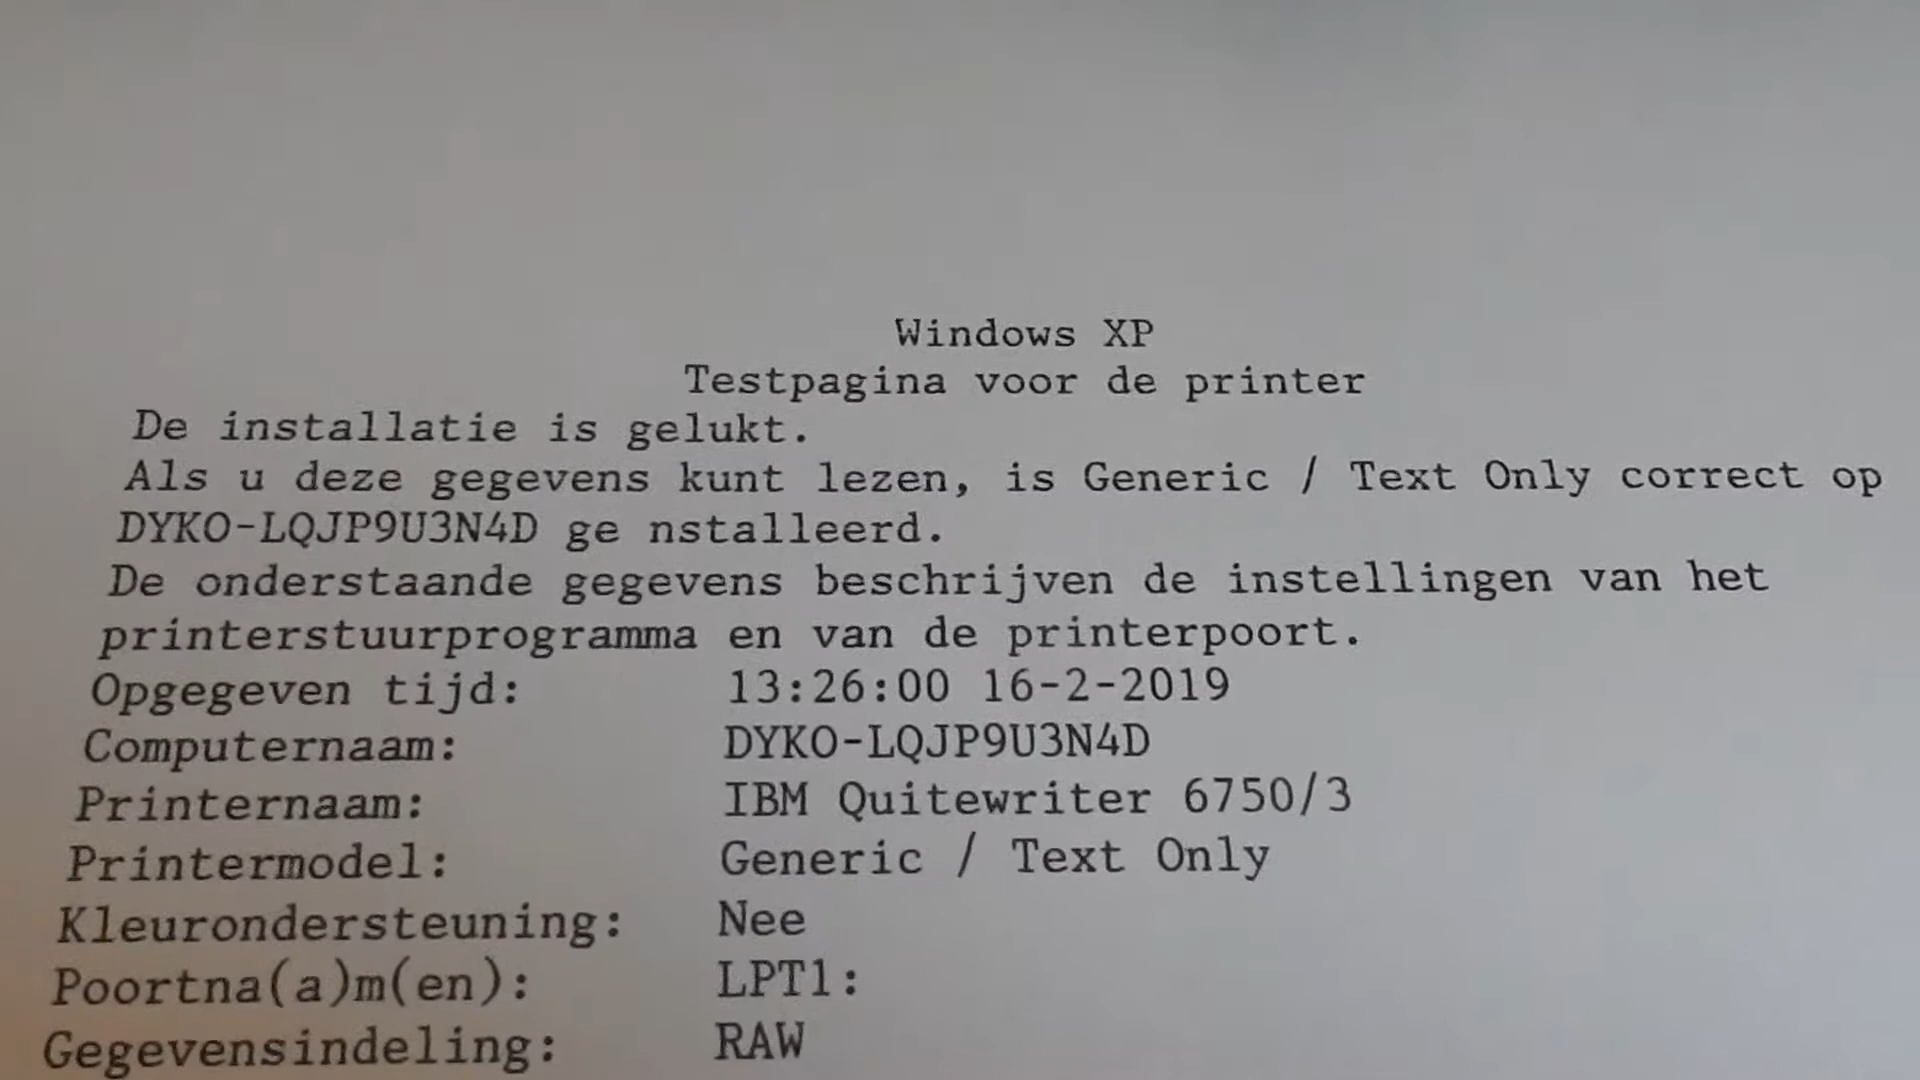 Windows XP
Testpagina voor de printer
De installatie is gelukt.
Als u deze gegevens kunt lezen, is Generic / Text Only correct op
DYKO-LQJP9U3N4D ge nstalleerd.
De onderstaande gegevens beschrijven de instellingen van het
printerstuurprogramma en van de printerpoort.
Opgegeven tijd: 13:26:00 16-2-2019
Computernaam: DYKO-LQJP9U3N4D
Printernaam: IBM Quitewriter 6750/3
Printermodel: Generic / Text Only
Kleurondersteuning: Nee
Poortna(a)m(en): LPT1:
Gegevensindeling: RAW